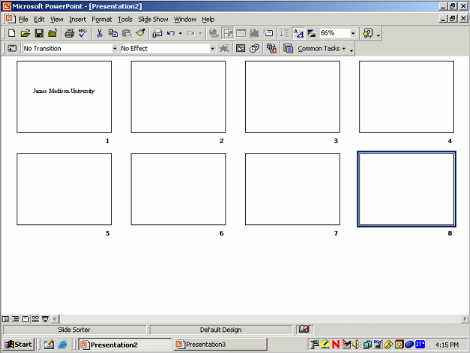 Microsoft PowerPoint - [Presentation2]
File Edit View Insert Format Tools Slide Show Window Help
66%
No Transition No Effect Common Tasks
James Madison University
1 2 3 4
5 6 7 8
Slide Sorter Default Design
Start Presentation2 Presentation3 4:15 PM